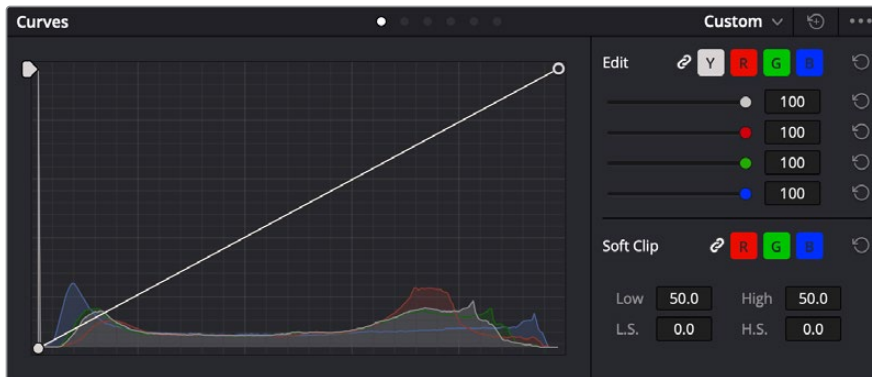 Curves
Custom
Edit Y R G B
100
100
100
100
Soft Clip R G B
Low 50.0 High 50.0
L.S. 0.0 H.S. 0.0